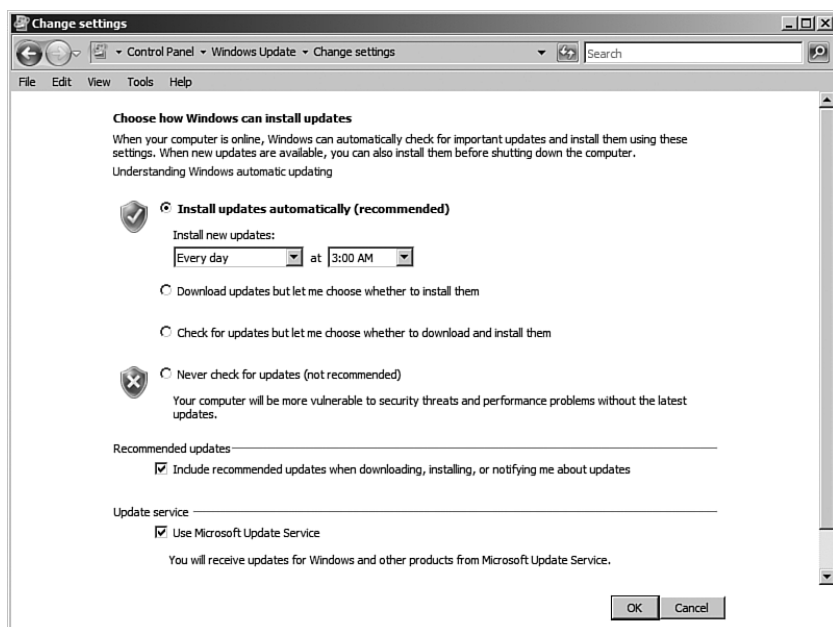 Change settings
Control Panel Windows Update Change settings Search
File Edit View Tools Help
Choose how Windows can install updates
When your computer is online, Windows can automatically check for important updates and install them using these
settings. When new updates are available, you can also install them before shutting down the computer.
Understanding Windows automatic updating
Install updates automatically (recommended)
Install new updates:
Every day at 3:00 AM
Download updates but let me choose whether to install them
Check for updates but let me choose whether to download and install them
Never check for updates (not recommended)
Your computer will be more vulnerable to security threats and performance problems without the latest
updates.
Recommended updates
Include recommended updates when downloading, installing, or notifying me about updates
Update service
Use Microsoft Update Service
You will receive updates for Windows and other products from Microsoft Update Service.
OK Cancel